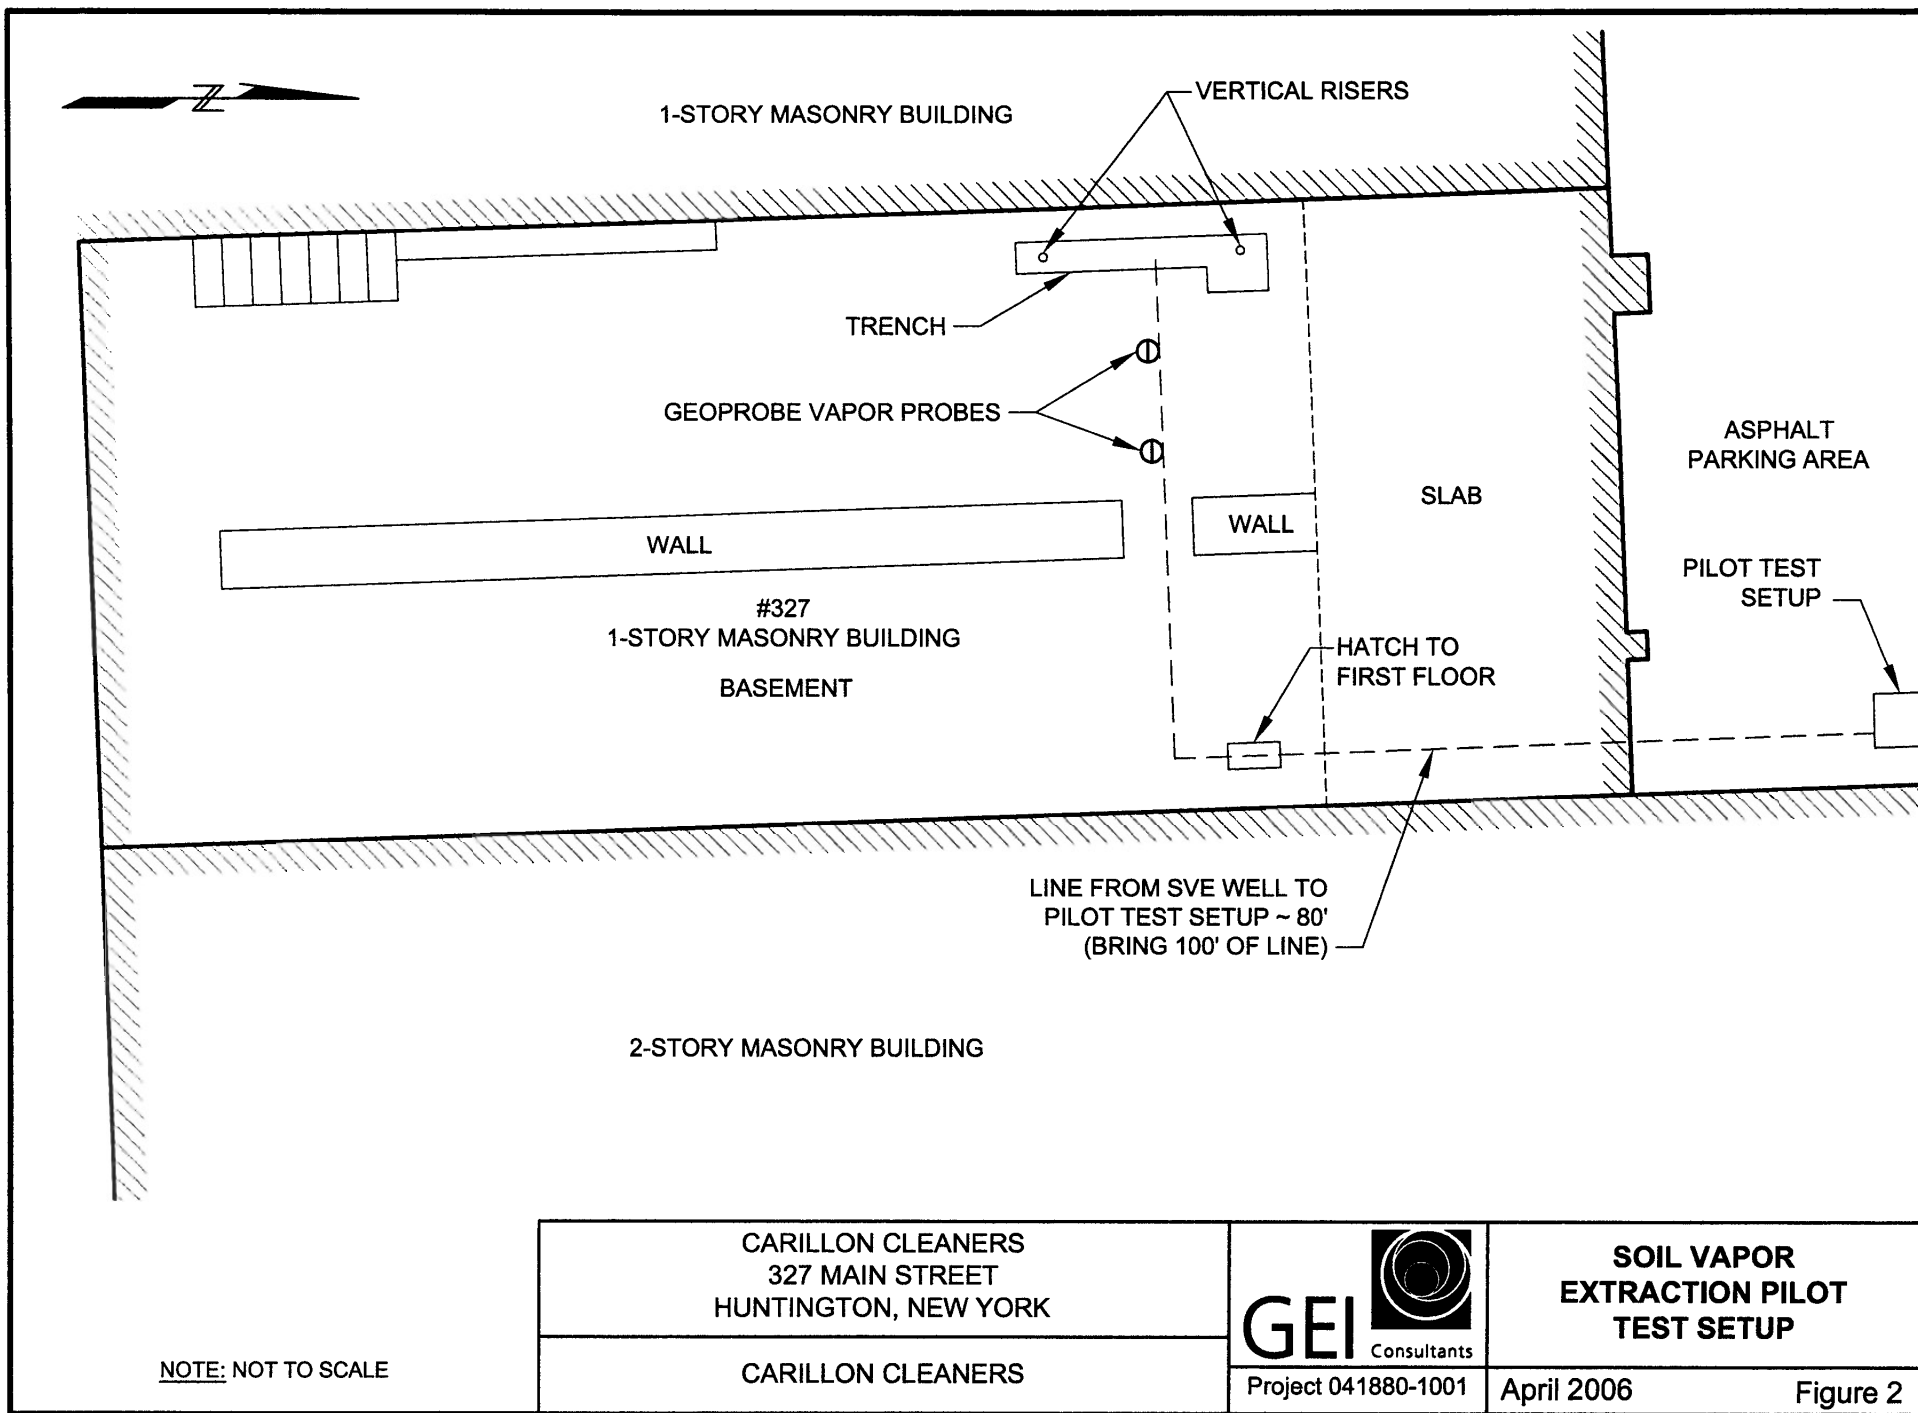 Z
1-STORY MASONRY BUILDING
VERTICAL RISERS
TRENCH
GEOPROBE VAPOR PROBES
ASPHALT
PARKING AREA
SLAB
WALL
WALL
PILOT TEST
SETUP
#327
1-STORY MASONRY BUILDING
BASEMENT
HATCH TO
FIRST FLOOR
LINE FROM SVE WELL TO
PILOT TEST SETUP ~ 80'
(BRING 100' OF LINE)
2-STORY MASONRY BUILDING
NOTE: NOT TO SCALE
CARILLON CLEANERS
327 MAIN STREET
HUNTINGTON, NEW YORK
CARILLON CLEANERS
GEI
Consultants
Project 041880-1001
SOIL VAPOR
EXTRACTION PILOT
TEST SETUP
April 2006
Figure 2